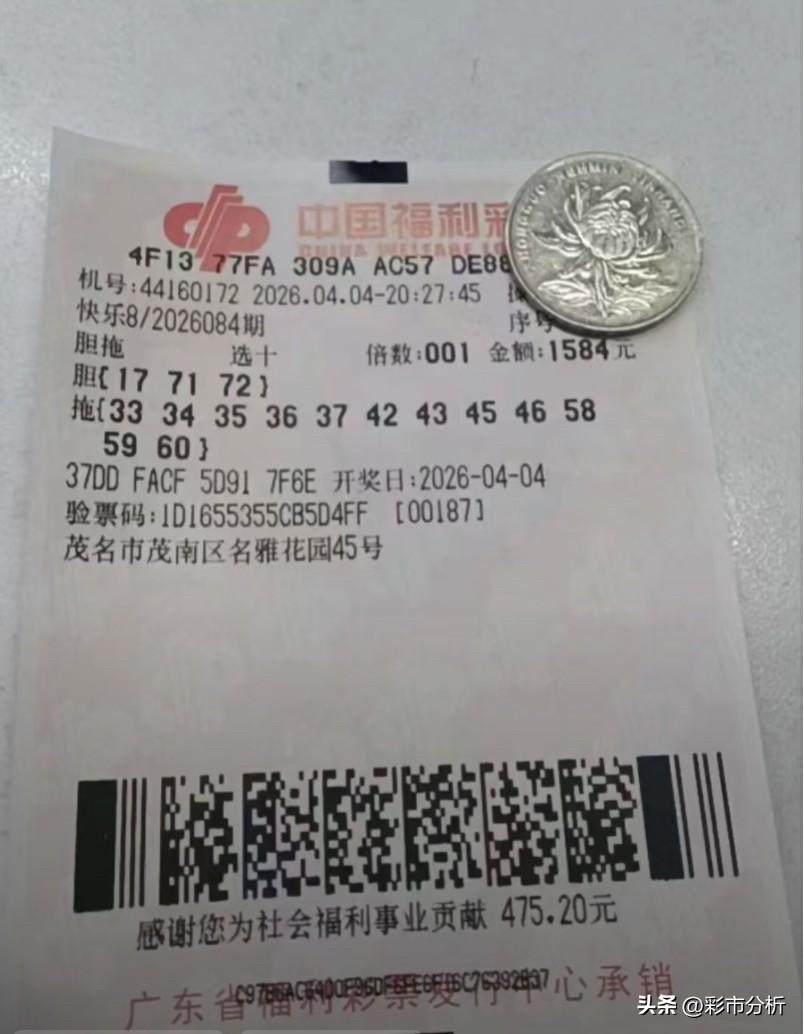 中国福利彩
CHINA WELFARE LO
4F13 77FA 309A AC57 DE88
机号:44160172 2026.04.04-20:27:45
快乐8/2026084期 序号
胆拖 选十 倍数:001 金额:1584元
胆{17 71 72}
拖{33 34 35 36 37 42 43 45 46 58
59 60}
37DD FACF 5D91 7F6E 开奖日:2026-04-04
验票码:1D1655355CB5D4FF [00187]
茂名市茂南区名雅花园45号
感谢您为社会福利事业贡献 475.20元
广东省福利彩票发行中心承销
头条 @彩市分析